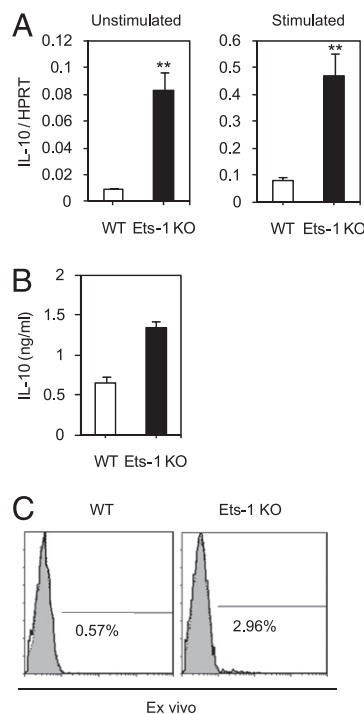 A
Unstimulated
Stimulated
IL-10/HPRT
0.12
0.1
0.08
0.06
0.04
0.02
0
**
WT Ets-1 KO
0.6
0.5
0.4
0.3
0.2
0.1
0
**
WT Ets-1 KO
B
IL-10 (ng/ml)
2
1.5
1
0.5
0
WT Ets-1 KO
C
WT
Ets-1 KO
0.57%
2.96%
Ex vivo